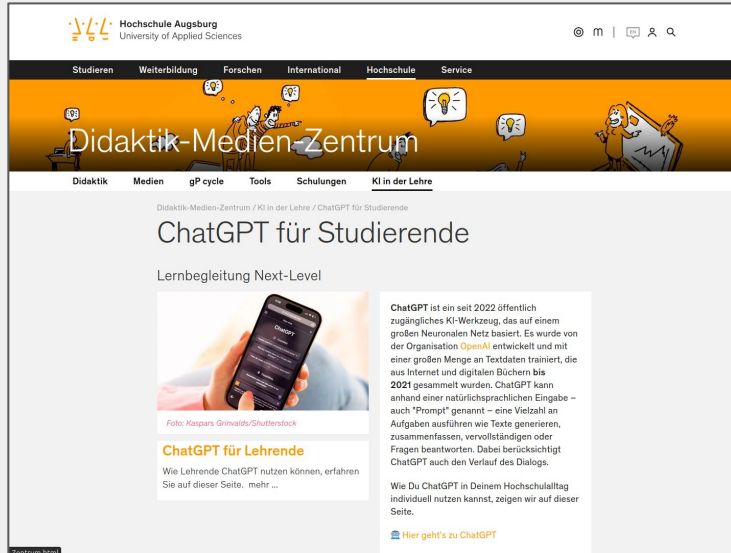 Hochschule Augsburg
University of Applied Sciences
m | EN
Studieren Weiterbildung Forschen International Hochschule Service
Didaktik-Medien-Zentrum
Didaktik Medien gP cycle Tools Schulungen KI in der Lehre
Didaktik-Medien-Zentrum / KI in der Lehre / ChatGPT für Studierende
ChatGPT für Studierende
Lernbegleitung Next-Level
ChatGPT
Foto: Kaspars Grinvalds/Shutterstock
ChatGPT für Lehrende
Wie Lehrende ChatGPT nutzen können, erfahren
Sie auf dieser Seite. mehr ...
ChatGPT ist ein seit 2022 öffentlich
zugängliches KI-Werkzeug, das auf einem
großen Neuronalen Netz basiert. Es wurde von
der Organisation OpenAI entwickelt und mit
einer großen Menge an Textdaten trainiert, die
aus Internet und digitalen Büchern bis
2021 gesammelt wurden. ChatGPT kann
anhand einer natürlichsprachlichen Eingabe –
auch "Prompt" genannt – eine Vielzahl an
Aufgaben ausführen wie Texte generieren,
zusammenfassen, vervollständigen oder
Fragen beantworten. Dabei berücksichtigt
ChatGPT auch den Verlauf des Dialogs.
Wie Du ChatGPT in Deinem Hochschulalltag
individuell nutzen kannst, zeigen wir auf dieser
Seite.
Hier geht's zu ChatGPT
Zentrum.html